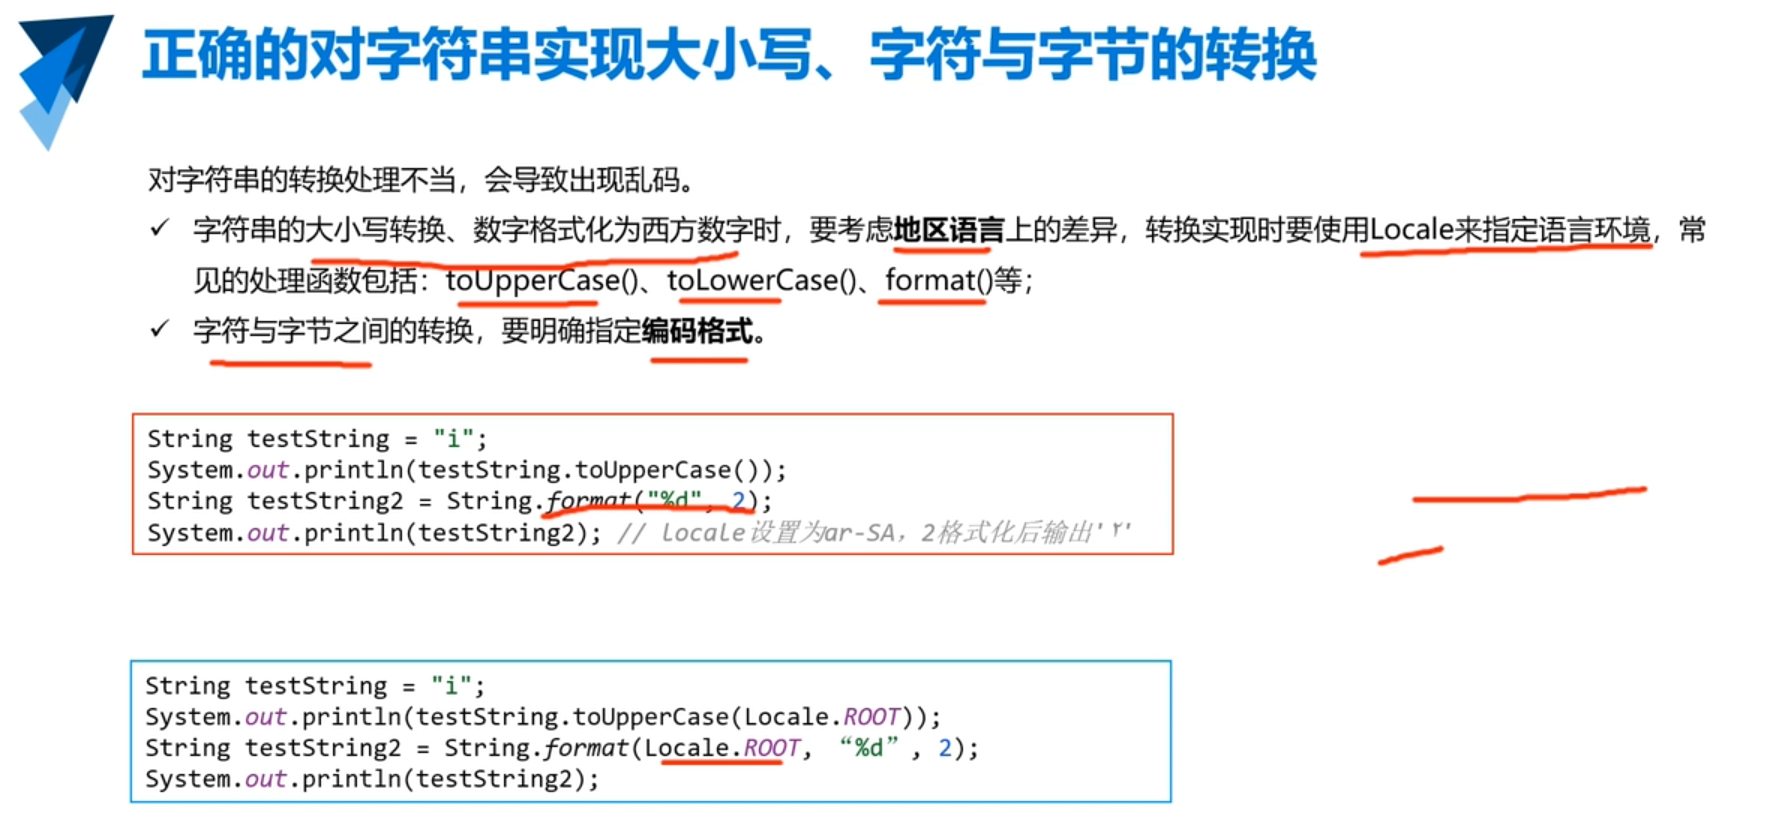 正确的对字符串实现大小写、字符与字节的转换
对字符串的转换处理不当，会导致出现乱码。
✓ 字符串的大小写转换、数字格式化为西方数字时，要考虑地区语言上的差异，转换实现时要使用Locale来指定语言环境，常
见的处理函数包括：toUpperCase()、toLowerCase()、format()等；
✓ 字符与字节之间的转换，要明确指定编码格式。
String testString = "i";
System.out.println(testString.toUpperCase());
String testString2 = String.format("%d", 2);
System.out.println(testString2); // locale设置为ar-SA，2格式化后输出'٢'
String testString = "i";
System.out.println(testString.toUpperCase(Locale.ROOT));
String testString2 = String.format(Locale.ROOT, “%d”, 2);
System.out.println(testString2);